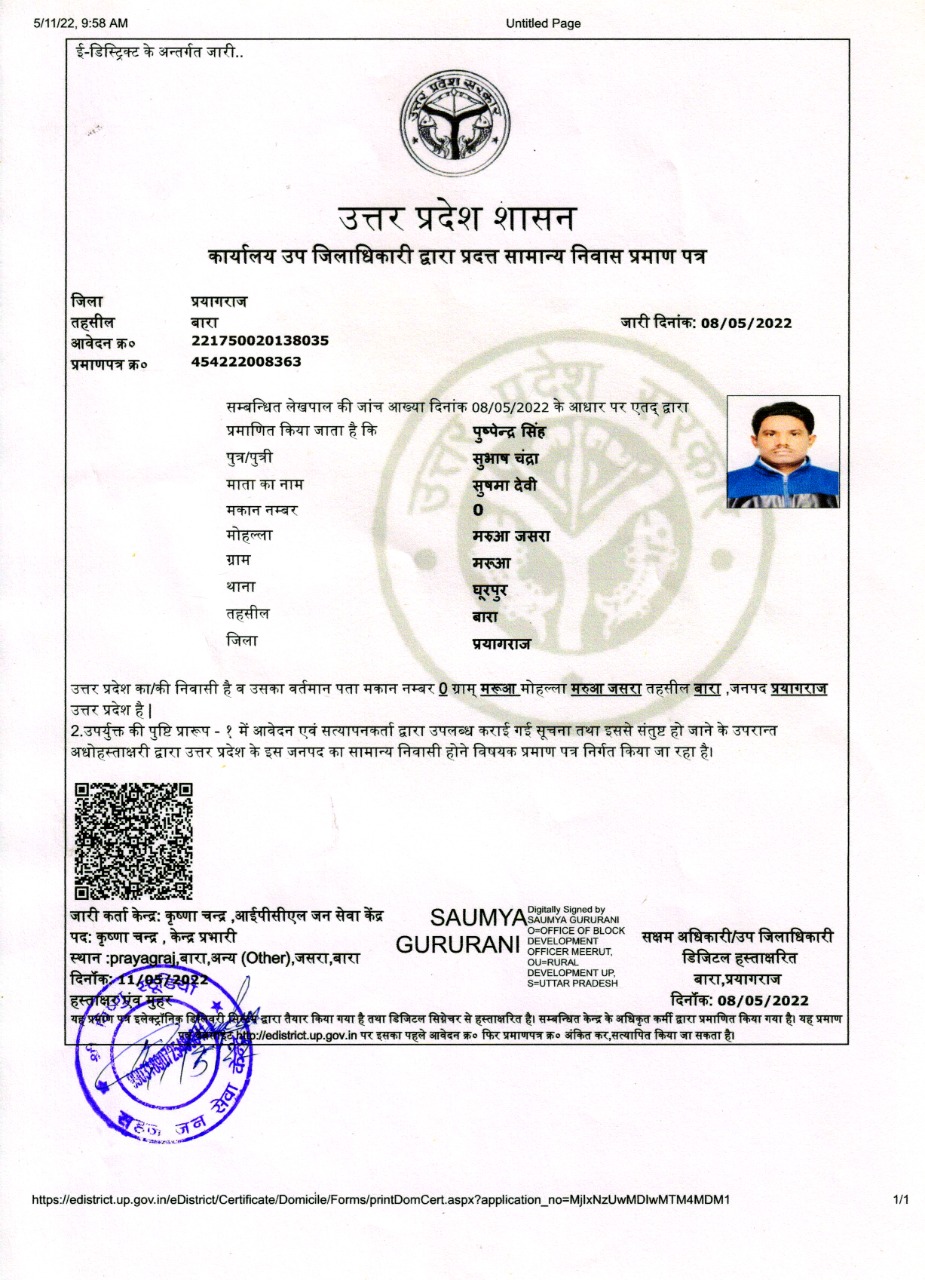 5/11/22, 9:58 AM Untitled Page
ई-डिस्ट्रिक्ट के अन्तर्गत जारी..
उत्तर प्रदेश सरकार
उत्तर प्रदेश शासन
कार्यालय उप जिलाधिकारी द्वारा प्रदत्त सामान्य निवास प्रमाण पत्र
जिला प्रयागराज
तहसील बारा जारी दिनांक: 08/05/2022
आवेदन क्र० 221750020138035
प्रमाणपत्र क्र० 454222008363
सम्बन्धित लेखपाल की जांच आख्या दिनांक 08/05/2022 के आधार पर एतद् द्वारा
प्रमाणित किया जाता है कि पुष्पेन्द्र सिंह
पुत्र/पुत्री सुभाष चंद्रा
माता का नाम सुषमा देवी
मकान नम्बर 0
मोहल्ला मरुआ जसरा
ग्राम मरूआ
थाना घूरपुर
तहसील बारा
जिला प्रयागराज
उत्तर प्रदेश सरकार
उत्तर प्रदेश का/की निवासी है व उसका वर्तमान पता मकान नम्बर 0 ग्राम् मरूआ मोहल्ला मरुआ जसरा तहसील बारा ,जनपद प्रयागराज
उत्तर प्रदेश है |
2.उपर्युक्त की पुष्टि प्रारूप - १ में आवेदन एवं सत्यापनकर्ता द्वारा उपलब्ध कराई गई सूचना तथा इससे संतुष्ट हो जाने के उपरान्त
अधोहस्ताक्षरी द्वारा उत्तर प्रदेश के इस जनपद का सामान्य निवासी होने विषयक प्रमाण पत्र निर्गत किया जा रहा है।
जारी कर्ता केन्द्र: कृष्णा चन्द्र ,आईपीसीएल जन सेवा केंद्र
पद: कृष्णा चन्द्र , केन्द्र प्रभारी
स्थान :prayagraj,बारा,अन्य (Other),जसरा,बारा
दिनाँक: 11/05/2022
हस्ताक्षर एंव मुहर
SAUMYA
GURURANI
Digitally Signed by
SAUMYA GURURANI
O=OFFICE OF BLOCK
DEVELOPMENT
OFFICER MEERUT,
OU=RURAL
DEVELOPMENT UP,
S=UTTAR PRADESH
सक्षम अधिकारी/उप जिलाधिकारी
डिजिटल हस्ताक्षरित
बारा,प्रयागराज
दिनाँक: 08/05/2022
यह प्रमाण पत्र इलेक्ट्रॉनिक डिलिवरी द्वारा तैयार किया गया है तथा डिजिटल सिग्नेचर से हस्ताक्षरित है। सम्बन्धित केन्द्र के अधिकृत कर्मी द्वारा प्रमाणित किया गया है। यह प्रमाण
http://edistrict.up.gov.in पर इसका पहले आवेदन क्र० फिर प्रमाणपत्र क्र० अंकित कर,सत्यापित किया जा सकता है।
सहज जन सेवा केन्द्र
https://edistrict.up.gov.in/eDistrict/Certificate/Domicile/Forms/printDomCert.aspx?application_no=MjIxNzUwMDIwMTM4MDM1 1/1